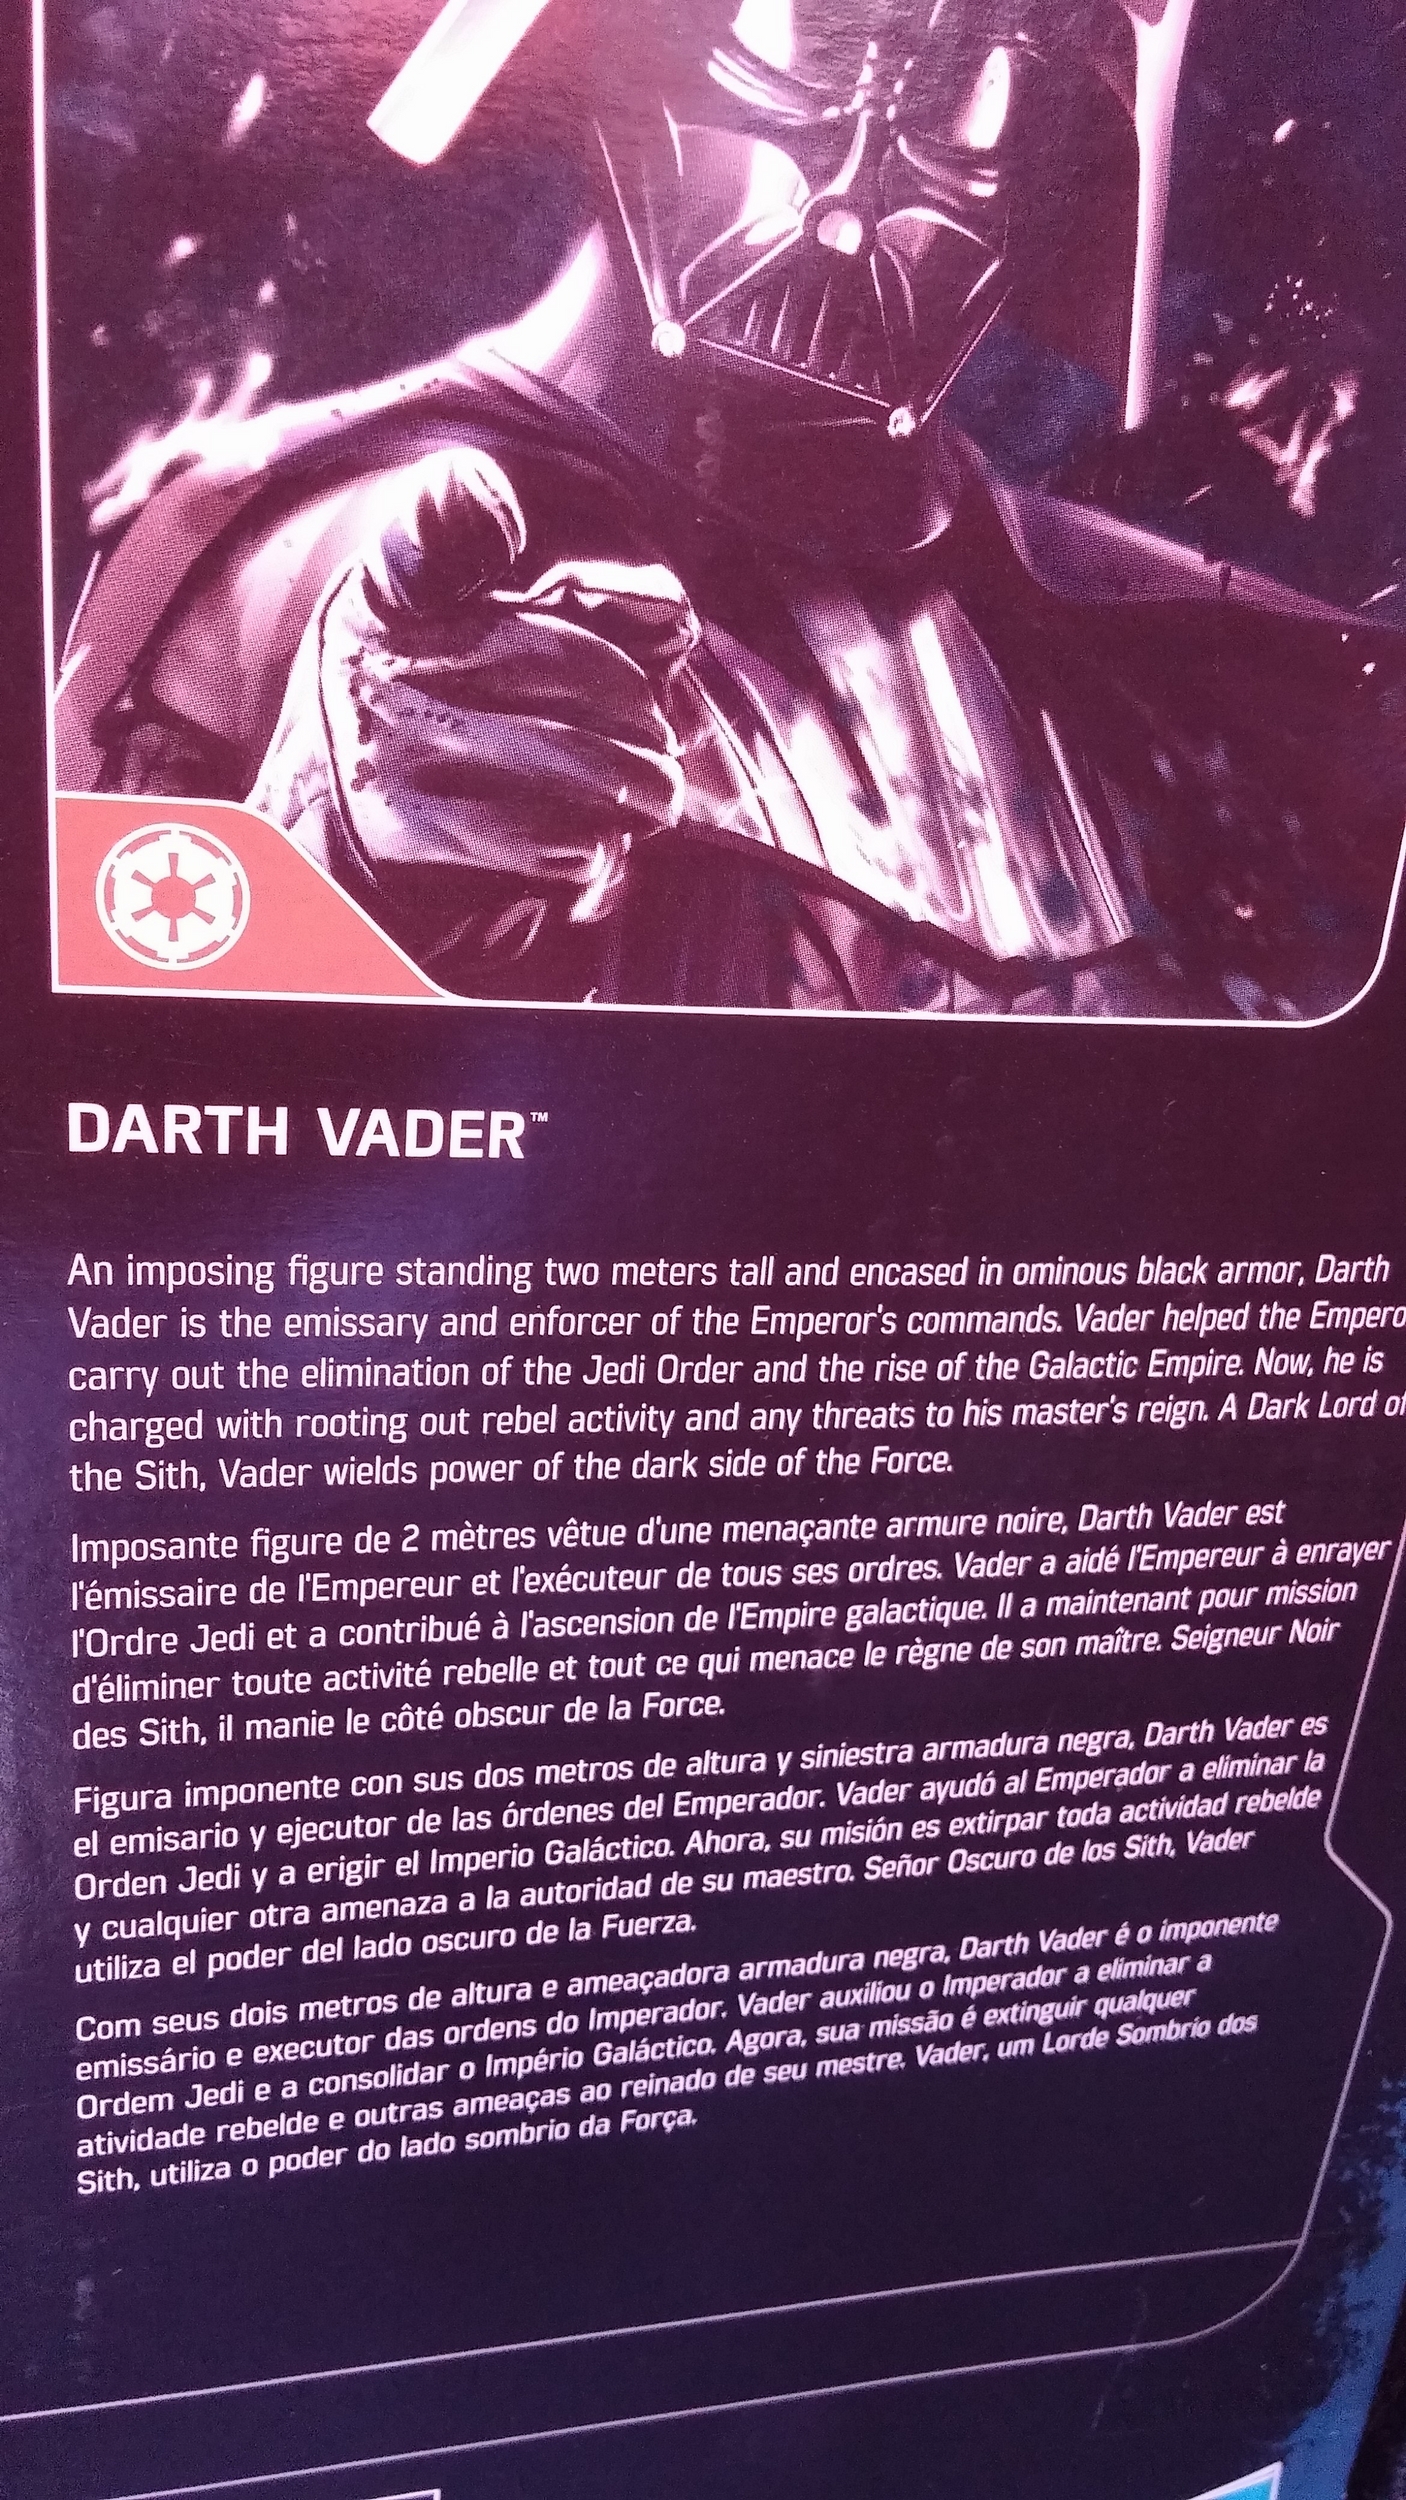 DARTH VADER™
An imposing figure standing two meters tall and encased in ominous black armor, Darth
Vader is the emissary and enforcer of the Emperor's commands. Vader helped the Empero
carry out the elimination of the Jedi Order and the rise of the Galactic Empire. Now, he is
charged with rooting out rebel activity and any threats to his master's reign. A Dark Lord of
the Sith, Vader wields power of the dark side of the Force.
Imposante figure de 2 mètres vêtue d'une menaçante armure noire, Darth Vader est
l'émissaire de l'Empereur et l'exécuteur de tous ses ordres. Vader a aidé l'Empereur à enrayer
l'Ordre Jedi et a contribué à l'ascension de l'Empire galactique. Il a maintenant pour mission
d'éliminer toute activité rebelle et tout ce qui menace le règne de son maître. Seigneur Noir
des Sith, il manie le côté obscur de la Force.
Figura imponente con sus dos metros de altura y siniestra armadura negra, Darth Vader es
el emisario y ejecutor de las órdenes del Emperador. Vader ayudó al Emperador a eliminar la
Orden Jedi y a erigir el Imperio Galáctico. Ahora, su misión es extirpar toda actividad rebelde
y cualquier otra amenaza a la autoridad de su maestro. Señor Oscuro de los Sith, Vader
utiliza el poder del lado oscuro de la Fuerza.
Com seus dois metros de altura e ameaçadora armadura negra, Darth Vader é o imponente
emissário e executor das ordens do Imperador. Vader auxiliou o Imperador a eliminar a
Ordem Jedi e a consolidar o Império Galáctico. Agora, sua missão é extinguir qualquer
atividade rebelde e outras ameaças ao reinado de seu mestre. Vader, um Lorde Sombrio dos
Sith, utiliza o poder do lado sombrio da Força.